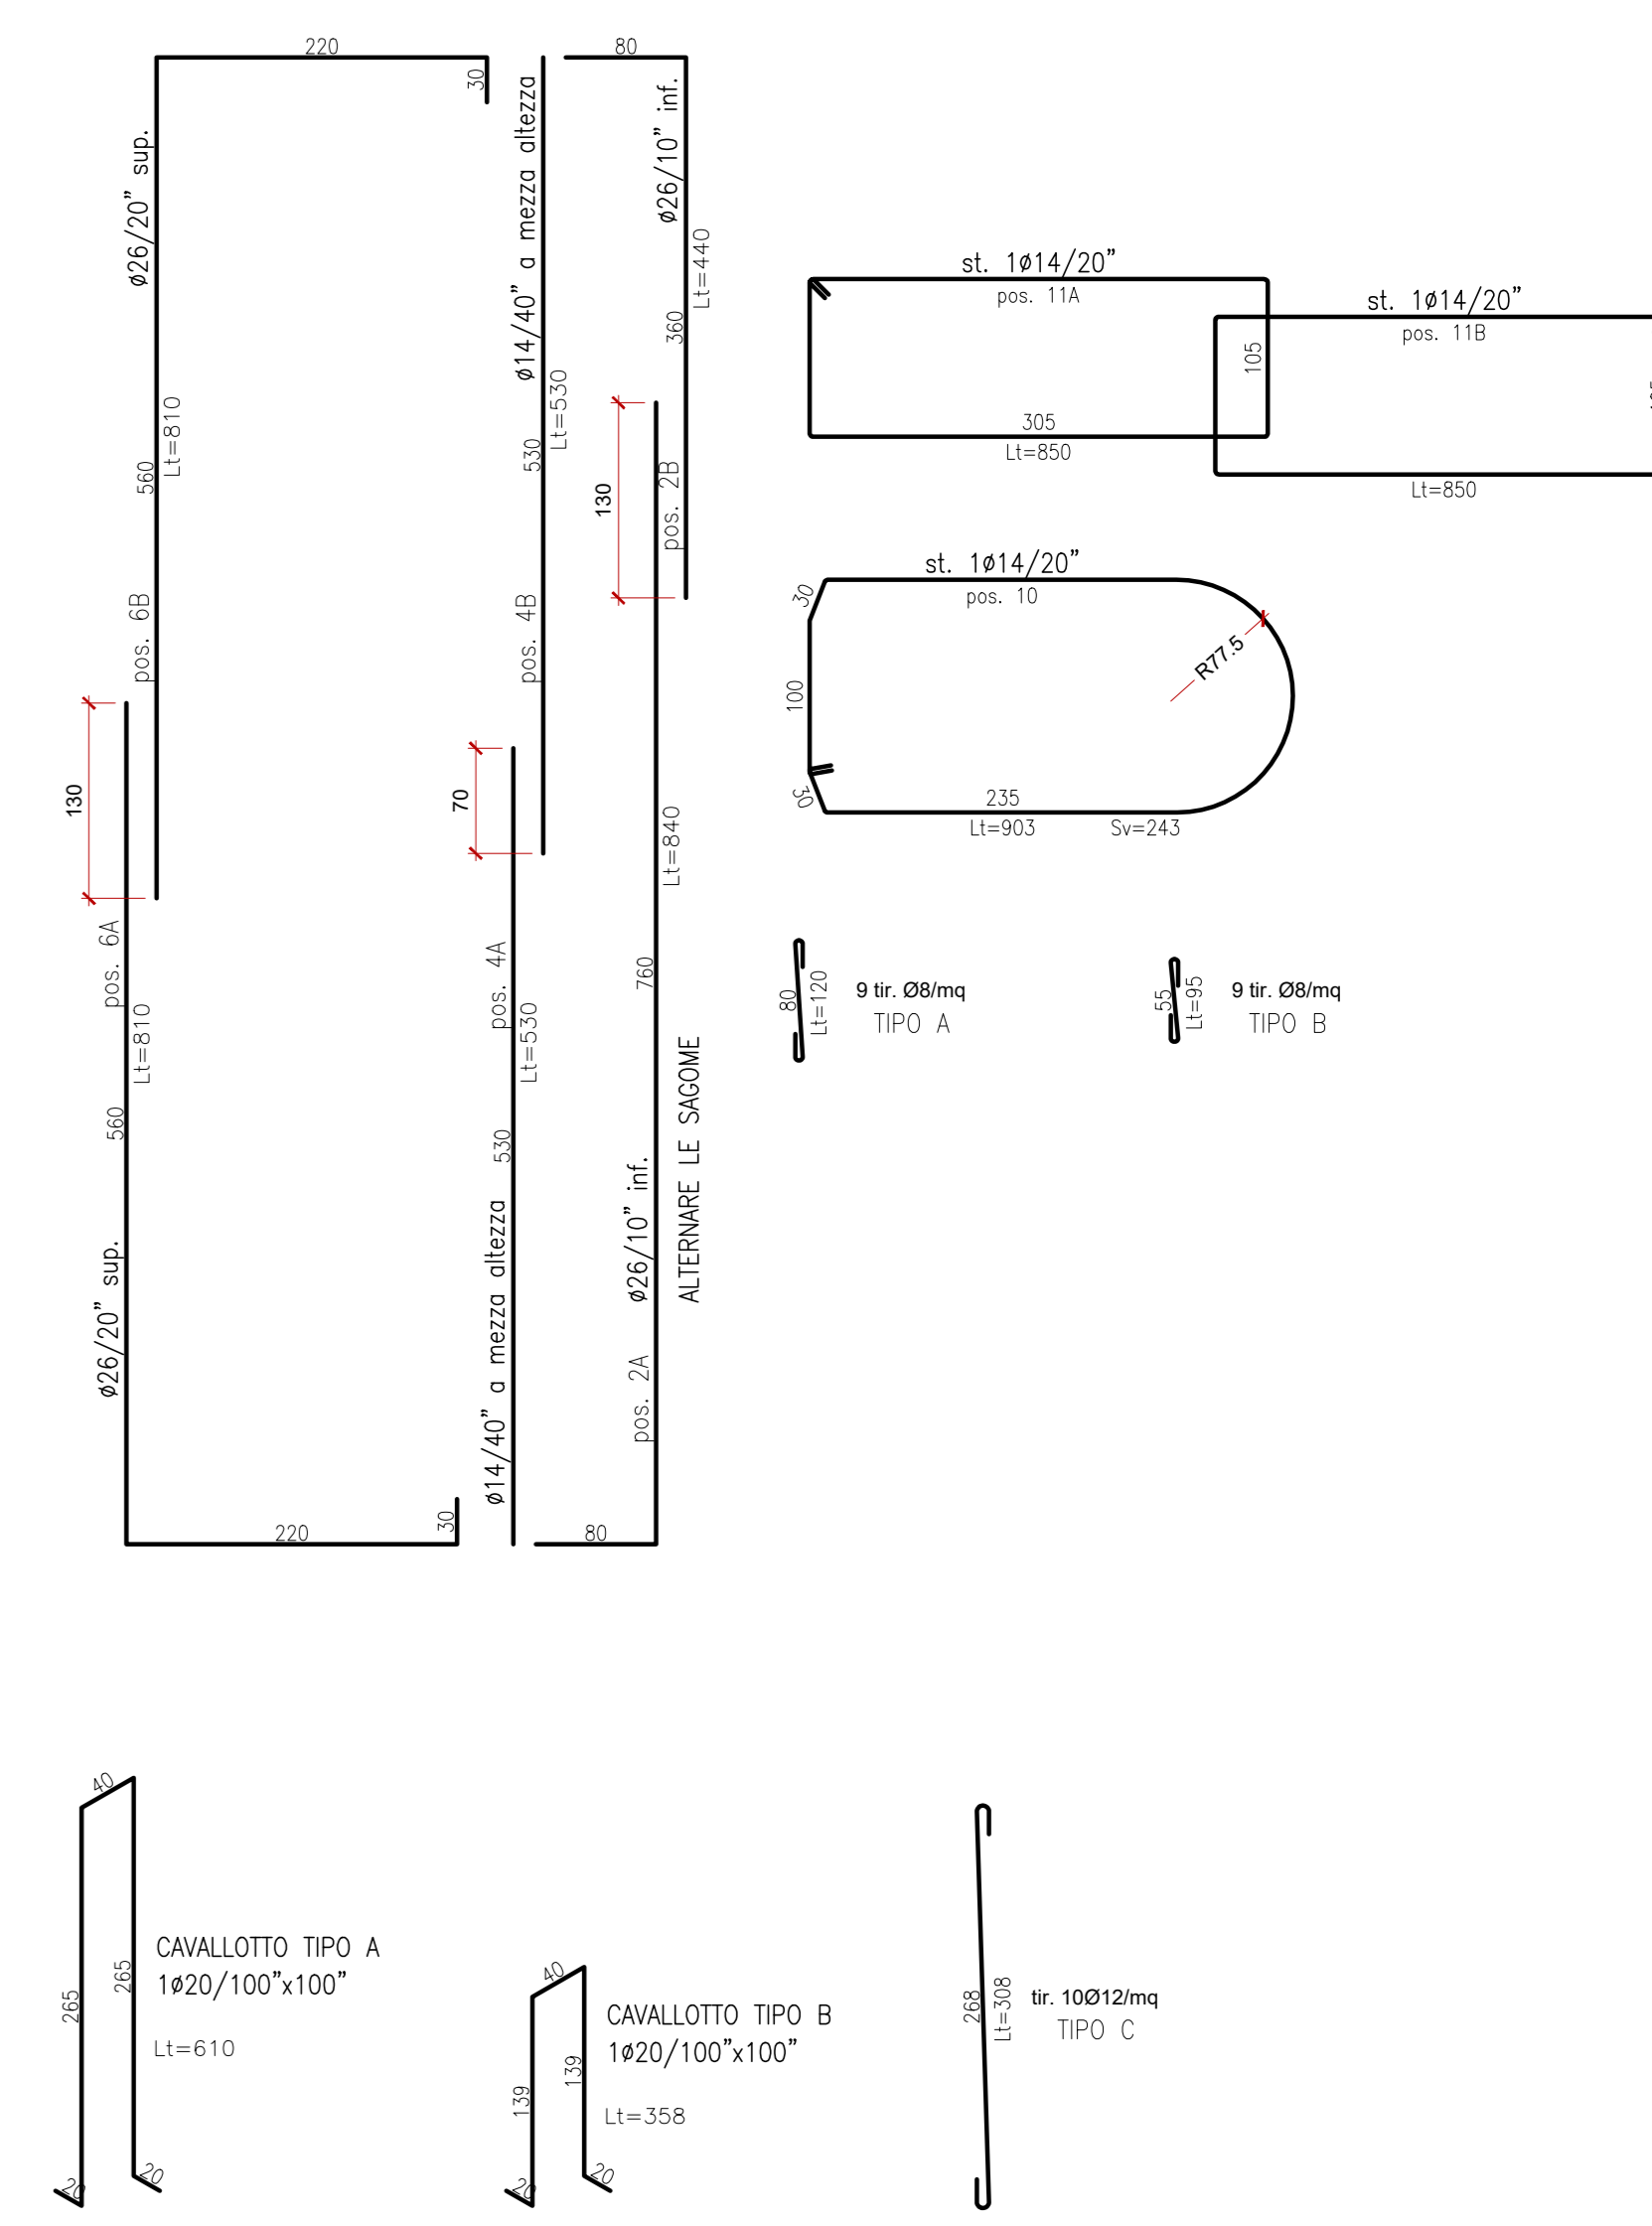 220
30
ø26/20” sup.
560
Lt=810
pos. 6B
130
pos. 6A
Lt=810
560
ø26/20” sup.
220
30
ø14/40” a mezza altezza
Lt=530
530
pos. 4B
70
pos. 4A
Lt=530
530
ø14/40” a mezza altezza
80
ø26/10” inf.
Lt=440
360
130
pos. 2B
Lt=840
760
ALTERNARE LE SAGOME
ø26/10” inf.
pos. 2A
80
st. 1ø14/20”
pos. 11A
105
305
Lt=850
st. 1ø14/20”
pos. 11B
Lt=850
st. 1ø14/20”
pos. 10
30
100
30
R77.5
235
Lt=903
Sv=243
80
Lt=120
9 tir. Ø8/mq
TIPO A
55
Lt=95
9 tir. Ø8/mq
TIPO B
40
265
265
CAVALLOTTO TIPO A
1ø20/100”x100”
Lt=610
20
20
40
139
139
CAVALLOTTO TIPO B
1ø20/100”x100”
Lt=358
20
20
268
Lt=308
tir. 10Ø12/mq
TIPO C